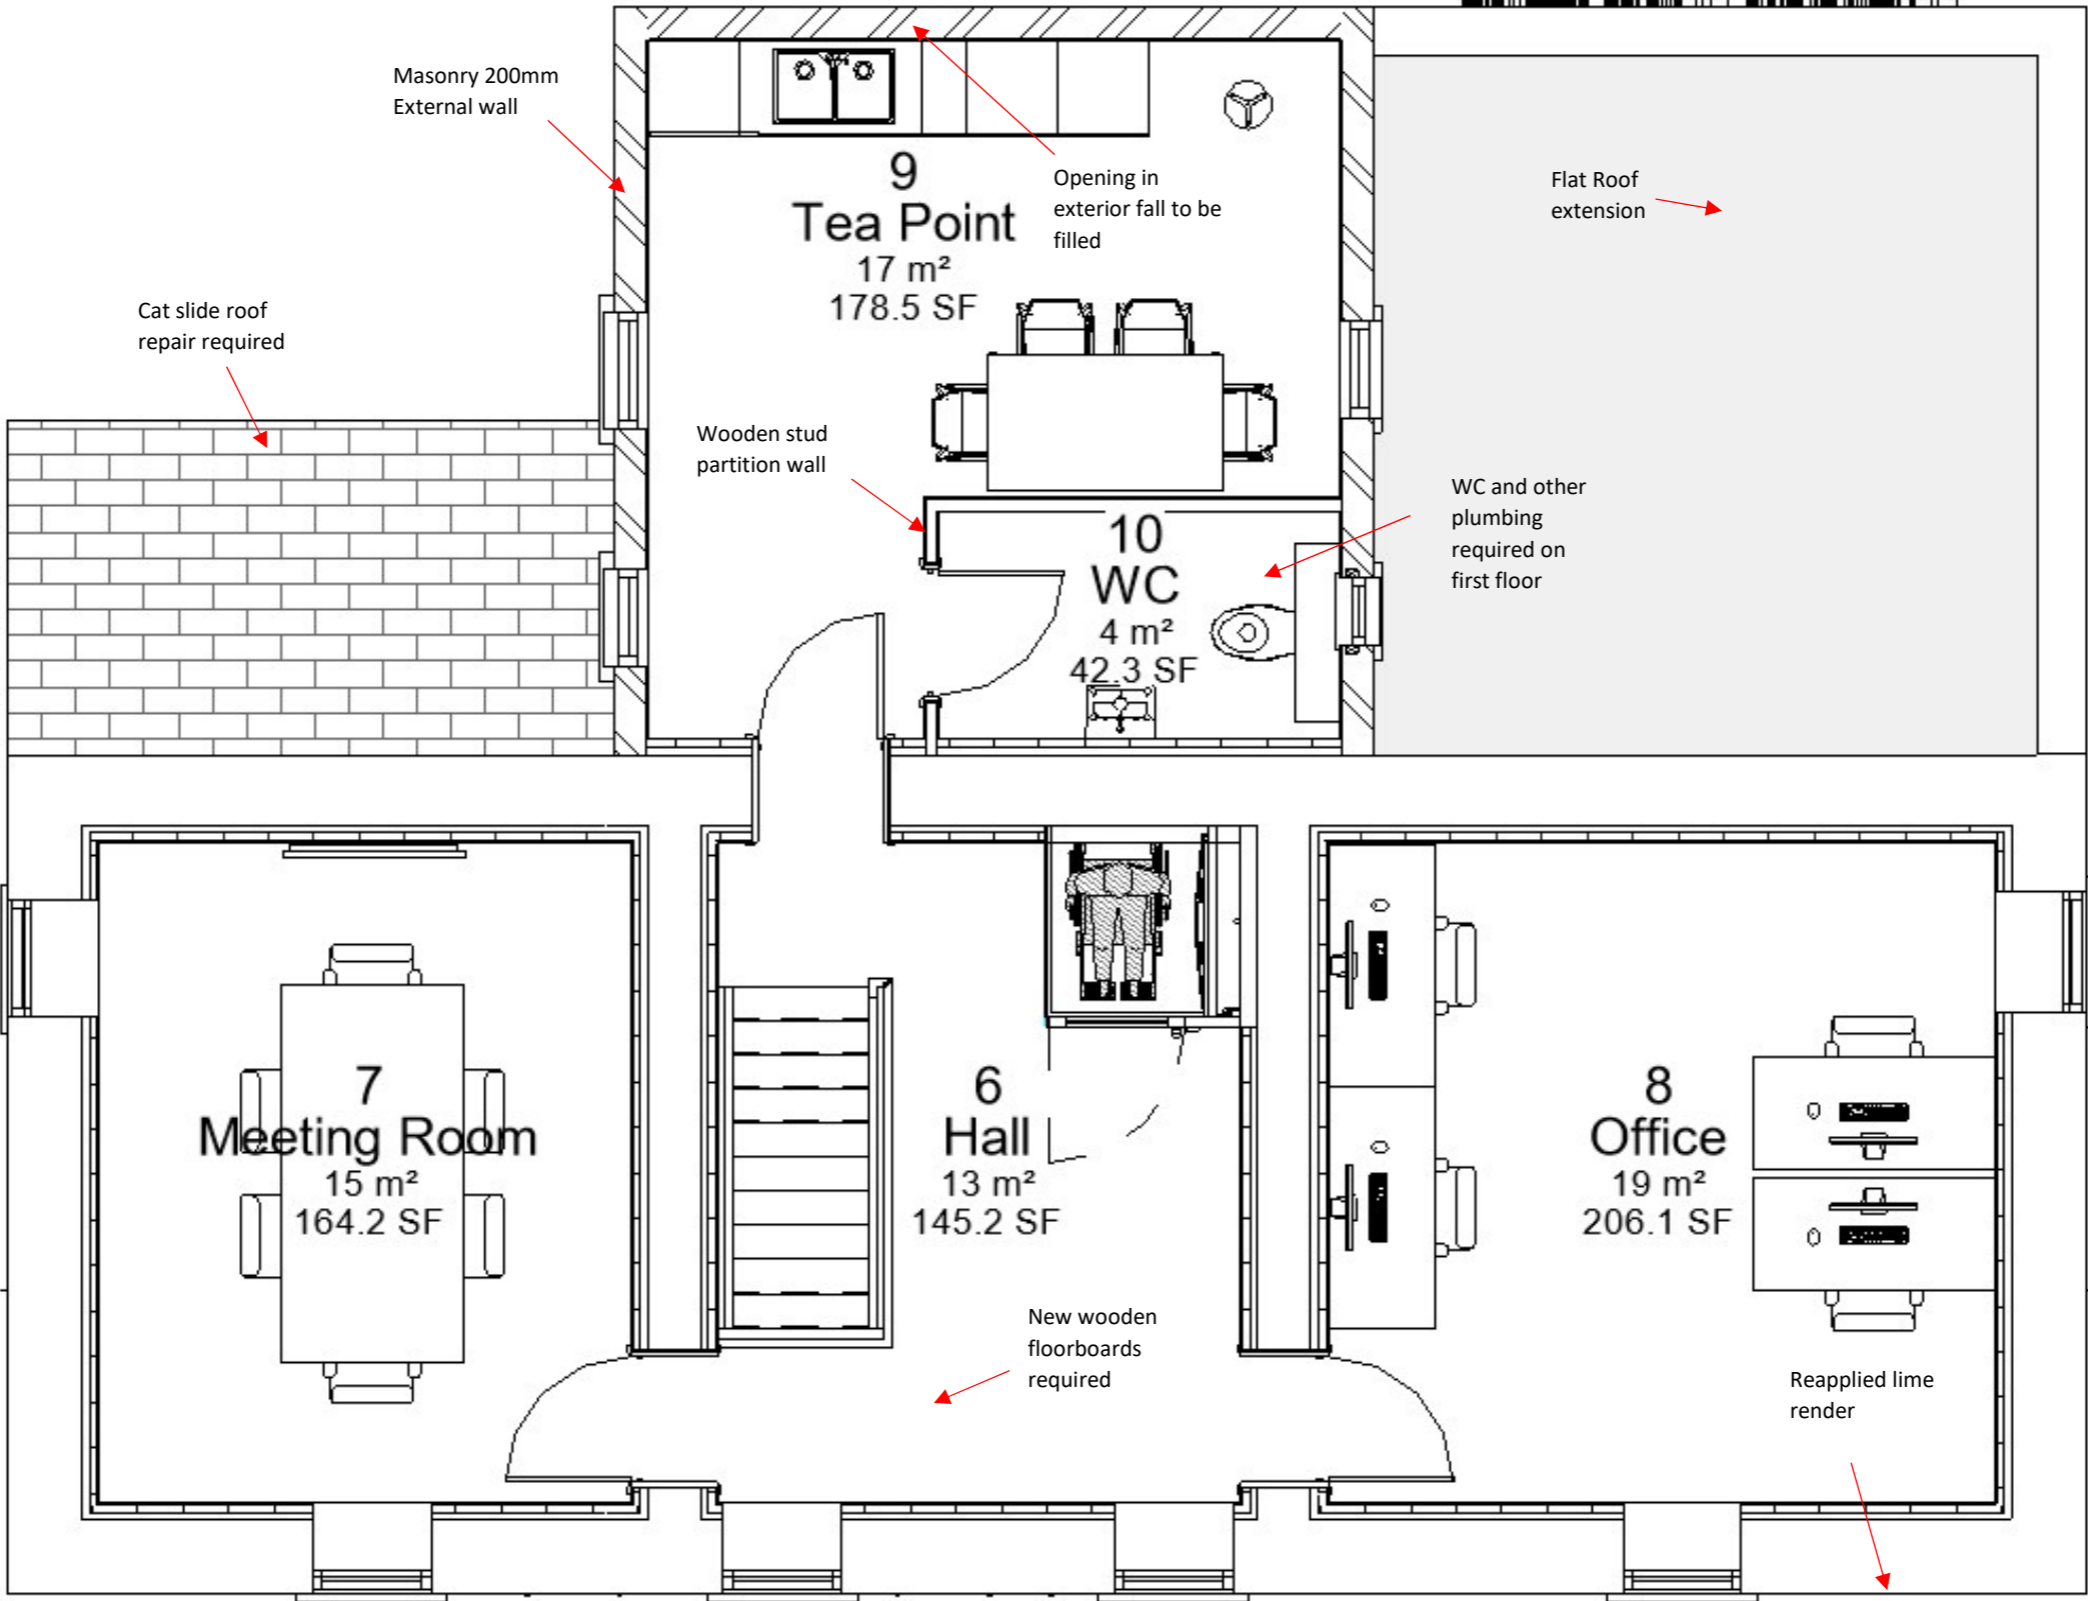 Masonry 200mm
External wall
9
Tea Point
17 m²
178.5 SF
Opening in
exterior fall to be
filled
Flat Roof
extension
Cat slide roof
repair required
Wooden stud
partition wall
10
WC
4 m²
42.3 SF
WC and other
plumbing
required on
first floor
7
Meeting Room
15 m²
164.2 SF
6
Hall
13 m²
145.2 SF
8
Office
19 m²
206.1 SF
New wooden
floorboards
required
Reapplied lime
render